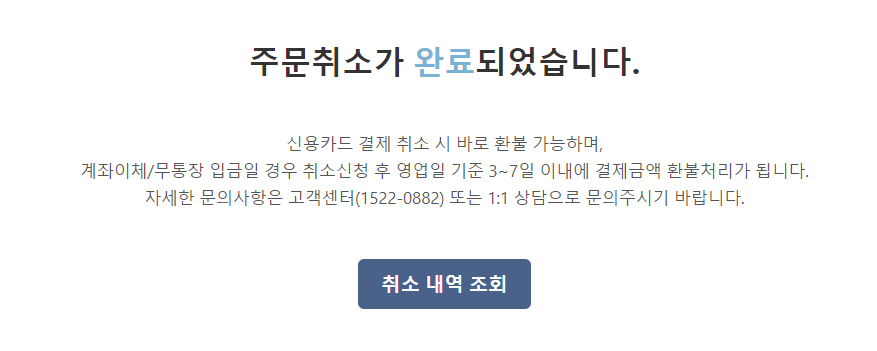 주문취소가 완료되었습니다.
신용카드 결제 취소 시 바로 환불 가능하며,
계좌이체/무통장 입금일 경우 취소신청 후 영업일 기준 3~7일 이내에 결제금액 환불처리가 됩니다.
자세한 문의사항은 고객센터(1522-0882) 또는 1:1 상담으로 문의주시기 바랍니다.
취소 내역 조회